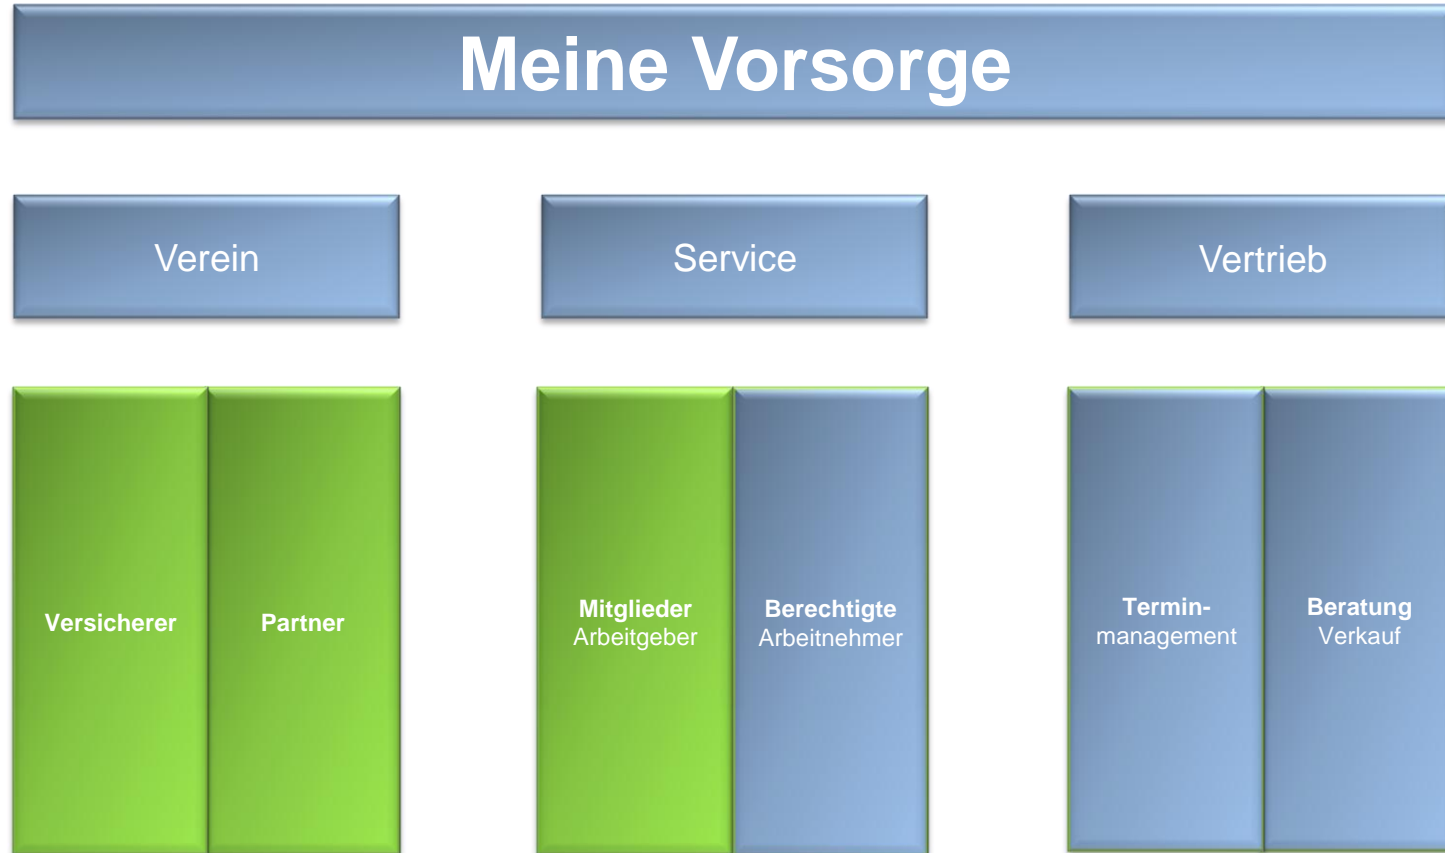 Meine Vorsorge
Verein
Service
Vertrieb
Versicherer
Partner
Mitglieder
Arbeitgeber
Berechtigte
Arbeitnehmer
Termin-
management
Beratung
Verkauf